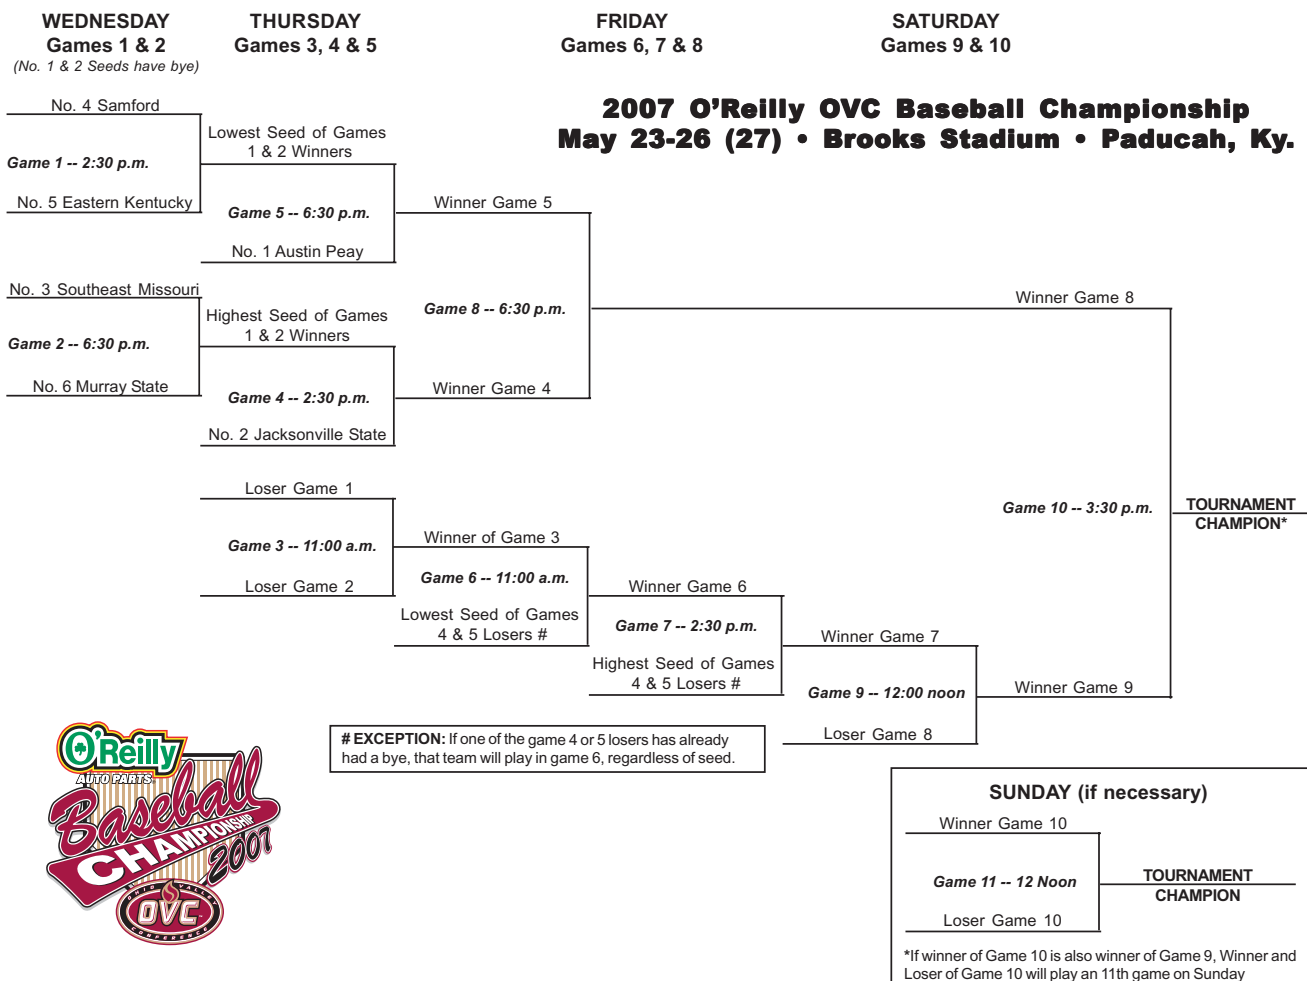 WEDNESDAY
Games 1 & 2
(No. 1 & 2 Seeds have bye)
THURSDAY
Games 3, 4 & 5
FRIDAY
Games 6, 7 & 8
SATURDAY
Games 9 & 10
2007 O'Reilly OVC Baseball Championship
May 23-26 (27) • Brooks Stadium • Paducah, Ky.
No. 4 Samford
Game 1 -- 2:30 p.m.
No. 5 Eastern Kentucky
No. 3 Southeast Missouri
Game 2 -- 6:30 p.m.
No. 6 Murray State
Lowest Seed of Games
1 & 2 Winners
Game 5 -- 6:30 p.m.
No. 1 Austin Peay
Highest Seed of Games
1 & 2 Winners
Game 4 -- 2:30 p.m.
No. 2 Jacksonville State
Loser Game 1
Game 3 -- 11:00 a.m.
Loser Game 2
Winner Game 5
Game 8 -- 6:30 p.m.
Winner Game 4
Winner of Game 3
Game 6 -- 11:00 a.m.
Lowest Seed of Games
4 & 5 Losers #
Winner Game 6
Game 7 -- 2:30 p.m.
Highest Seed of Games
4 & 5 Losers #
Winner Game 7
Game 9 -- 12:00 noon
Loser Game 8
Winner Game 8
Game 10 -- 3:30 p.m.
Winner Game 9
TOURNAMENT
CHAMPION*
# EXCEPTION: If one of the game 4 or 5 losers has already
had a bye, that team will play in game 6, regardless of seed.
SUNDAY (if necessary)
Winner Game 10
Game 11 -- 12 Noon
Loser Game 10
TOURNAMENT
CHAMPION
*If winner of Game 10 is also winner of Game 9, Winner and
Loser of Game 10 will play an 11th game on Sunday
O'Reilly
AUTO PARTS
Baseball
CHAMPIONSHIP
2007
OHIO VALLEY
OVC
CONFERENCE